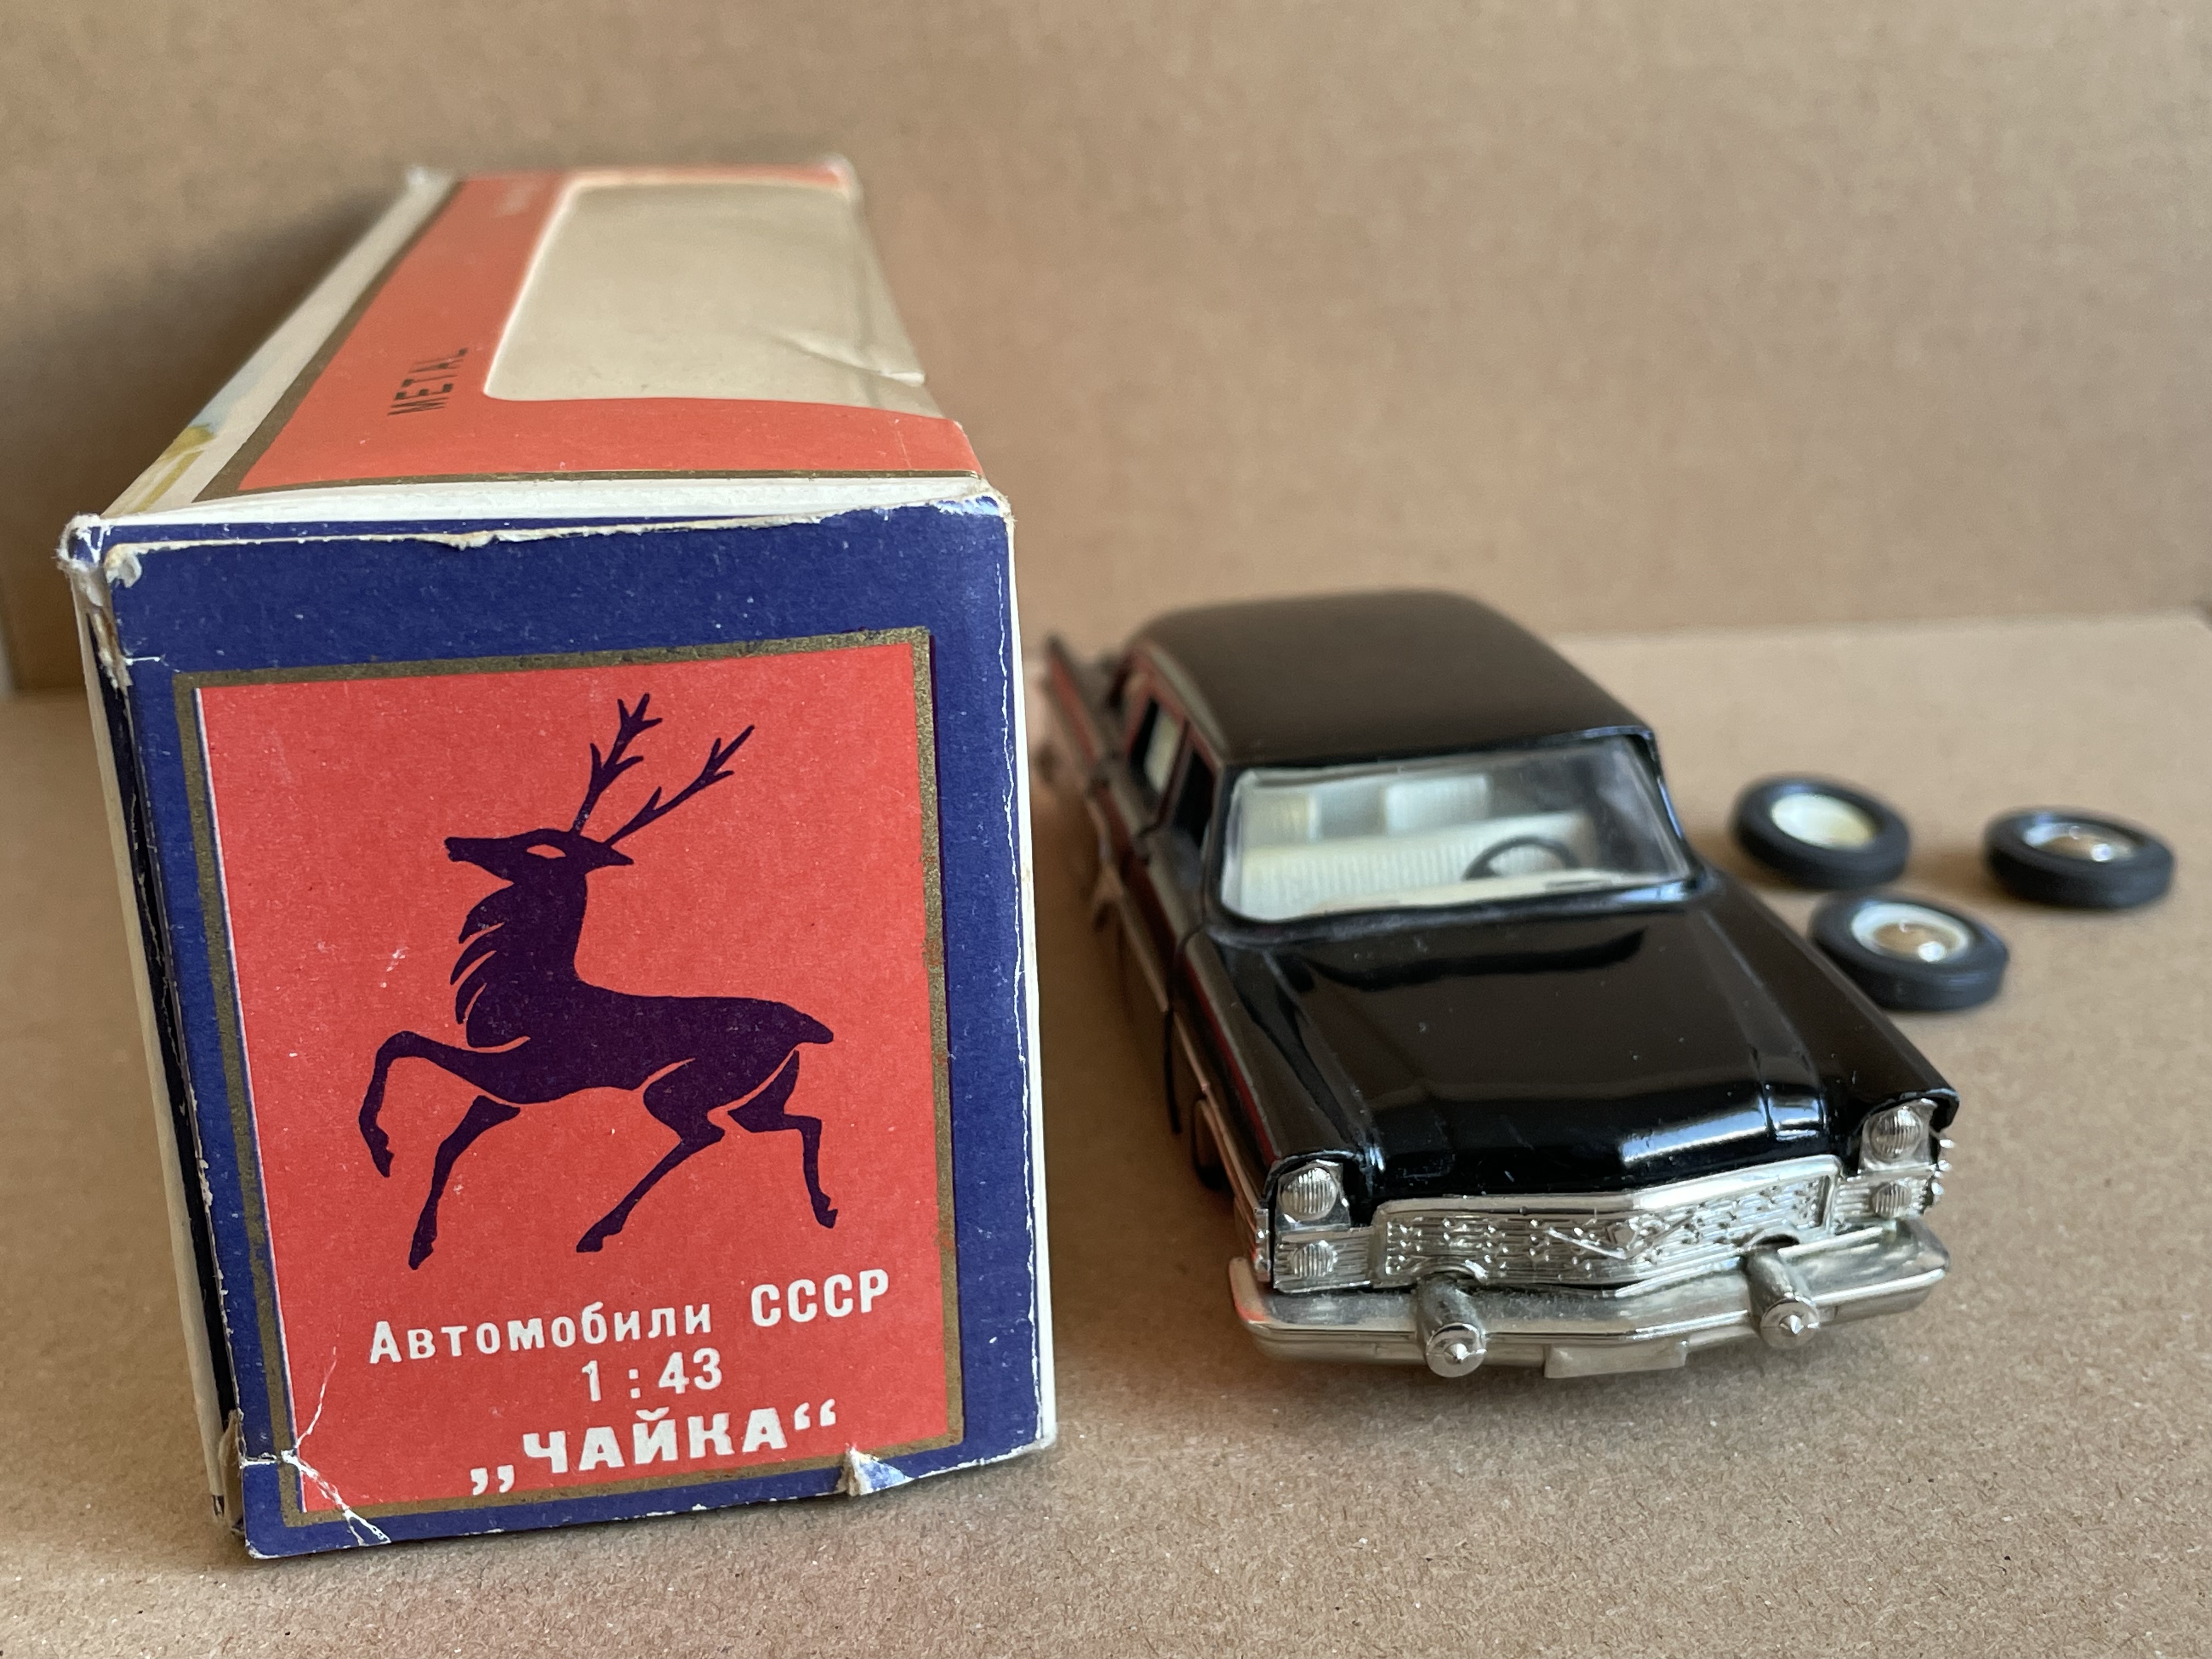 METAL
Автомобили СССР
1:43
„ЧАЙКА“